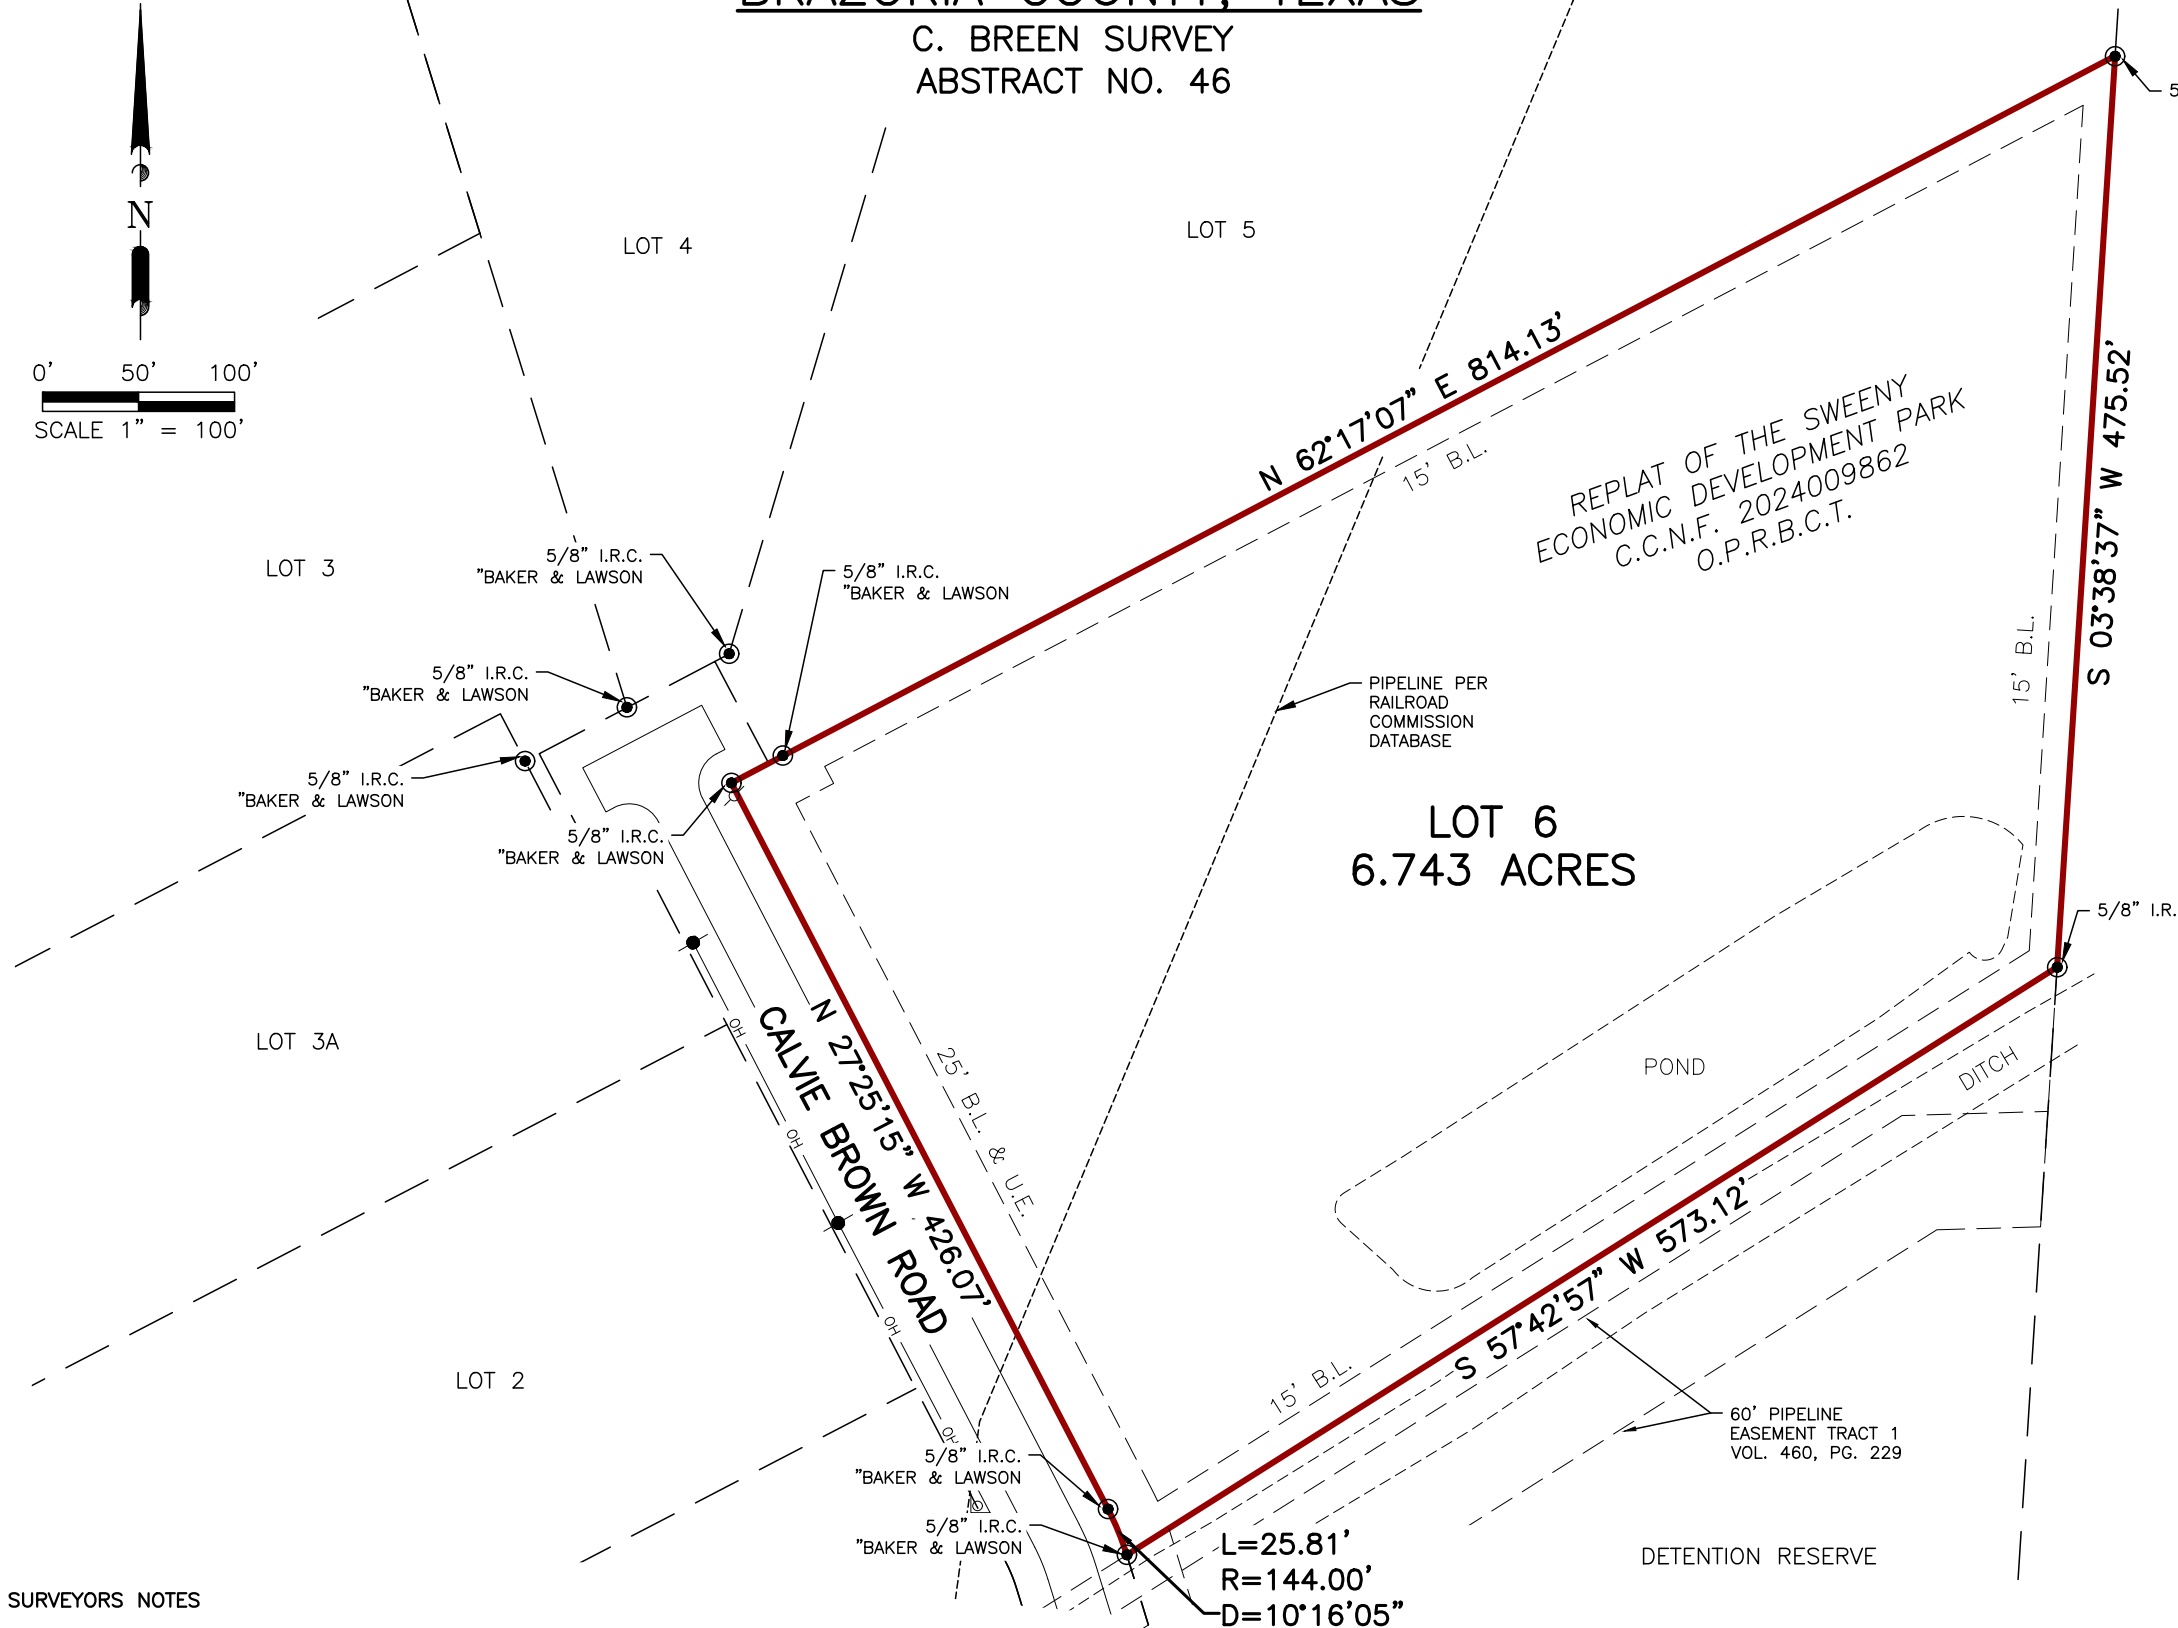 BRAZORIA COUNTY, TEXAS
C. BREEN SURVEY
ABSTRACT NO. 46
N
0' 50' 100'
SCALE 1" = 100'
LOT 4
LOT 5
5
N 62°17'07" E 814.13'
15' B.L.
REPLAT OF THE SWEENY
ECONOMIC DEVELOPMENT PARK
C.C.N.F. 2024009862
O.P.R.B.C.T.
S 03°38'37" W 475.52'
15' B.L.
LOT 3
5/8" I.R.C.
"BAKER & LAWSON
5/8" I.R.C.
"BAKER & LAWSON
5/8" I.R.C.
"BAKER & LAWSON
5/8" I.R.C.
"BAKER & LAWSON
5/8" I.R.C.
"BAKER & LAWSON
PIPELINE PER
RAILROAD
COMMISSION
DATABASE
LOT 6
6.743 ACRES
5/8" I.R.
LOT 3A
CALVIE BROWN ROAD
N 27°25'15" W 426.07'
25' B.L. & U.E.
OH
OH
OH
OH
POND
DITCH
S 57°42'57" W 573.12'
15' B.L.
LOT 2
60' PIPELINE
EASEMENT TRACT 1
VOL. 460, PG. 229
5/8" I.R.C.
"BAKER & LAWSON
5/8" I.R.C.
"BAKER & LAWSON
L=25.81'
R=144.00'
D=10°16'05"
DETENTION RESERVE
SURVEYORS NOTES